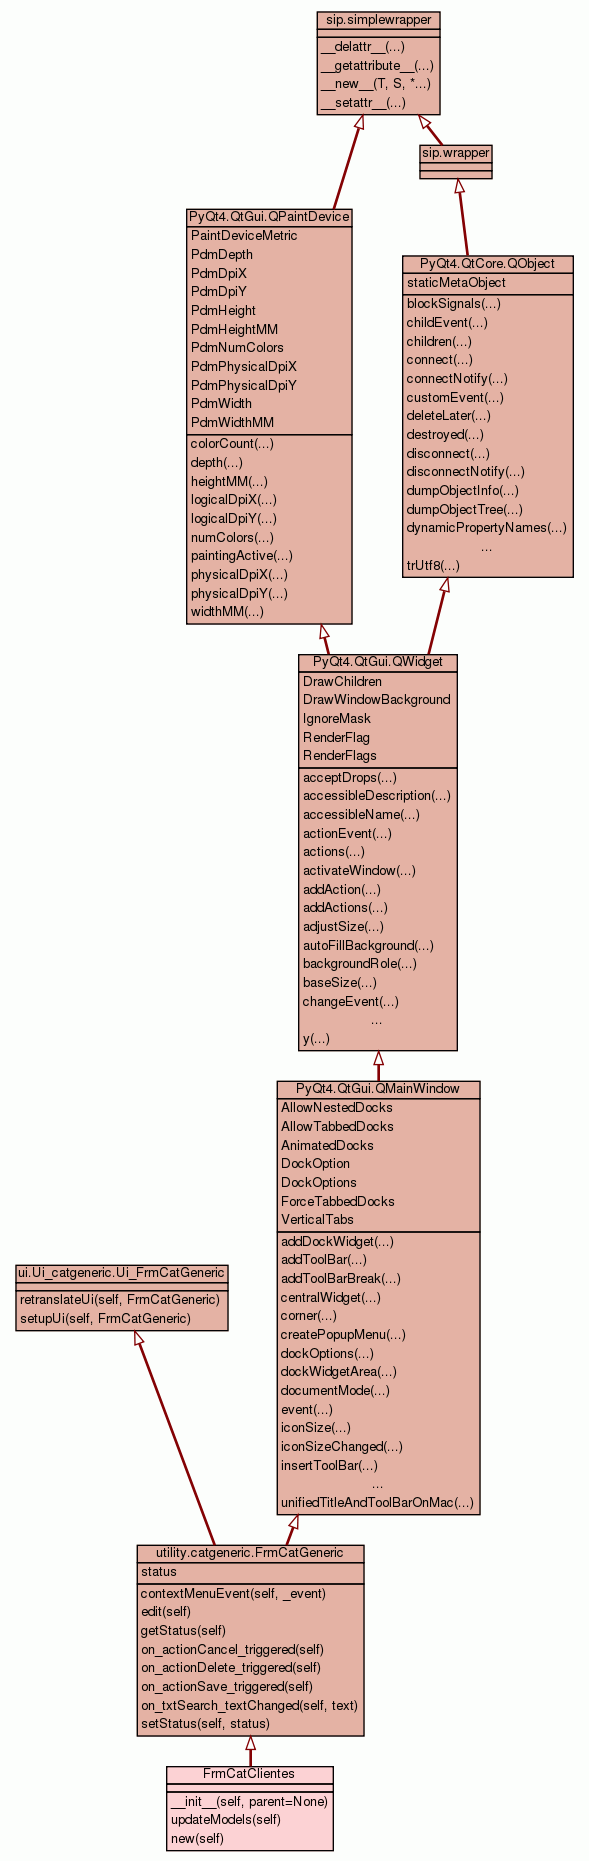 sip.simplewrapper
__delattr__(...)
__getattribute__(...)
__new__(T, S, *...)
__setattr__(...)
sip.wrapper
PyQt4.QtGui.QPaintDevice
PaintDeviceMetric
PdmDepth
PdmDpiX
PdmDpiY
PdmHeight
PdmHeightMM
PdmNumColors
PdmPhysicalDpiX
PdmPhysicalDpiY
PdmWidth
PdmWidthMM
colorCount(...)
depth(...)
heightMM(...)
logicalDpiX(...)
logicalDpiY(...)
numColors(...)
paintingActive(...)
physicalDpiX(...)
physicalDpiY(...)
widthMM(...)
PyQt4.QtCore.QObject
staticMetaObject
blockSignals(...)
childEvent(...)
children(...)
connect(...)
connectNotify(...)
customEvent(...)
deleteLater(...)
destroyed(...)
disconnect(...)
disconnectNotify(...)
dumpObjectInfo(...)
dumpObjectTree(...)
dynamicPropertyNames(...)
...
trUtf8(...)
PyQt4.QtGui.QWidget
DrawChildren
DrawWindowBackground
IgnoreMask
RenderFlag
RenderFlags
acceptDrops(...)
accessibleDescription(...)
accessibleName(...)
actionEvent(...)
actions(...)
activateWindow(...)
addAction(...)
addActions(...)
adjustSize(...)
autoFillBackground(...)
backgroundRole(...)
baseSize(...)
changeEvent(...)
...
y(...)
PyQt4.QtGui.QMainWindow
AllowNestedDocks
AllowTabbedDocks
AnimatedDocks
DockOption
DockOptions
ForceTabbedDocks
VerticalTabs
addDockWidget(...)
addToolBar(...)
addToolBarBreak(...)
centralWidget(...)
corner(...)
createPopupMenu(...)
dockOptions(...)
dockWidgetArea(...)
documentMode(...)
event(...)
iconSize(...)
iconSizeChanged(...)
insertToolBar(...)
...
unifiedTitleAndToolBarOnMac(...)
ui.Ui_catgeneric.Ui_FrmCatGeneric
retranslateUi(self, FrmCatGeneric)
setupUi(self, FrmCatGeneric)
utility.catgeneric.FrmCatGeneric
status
contextMenuEvent(self, _event)
edit(self)
getStatus(self)
on_actionCancel_triggered(self)
on_actionDelete_triggered(self)
on_actionSave_triggered(self)
on_txtSearch_textChanged(self, text)
setStatus(self, status)
FrmCatClientes
__init__(self, parent=None)
updateModels(self)
new(self)